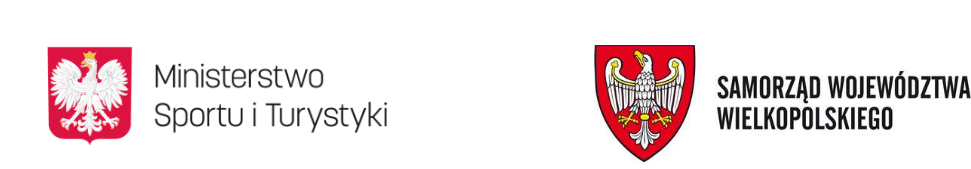 Ministerstwo
Sportu i Turystyki
SAMORZĄD WOJEWÓDZTWA
WIELKOPOLSKIEGO